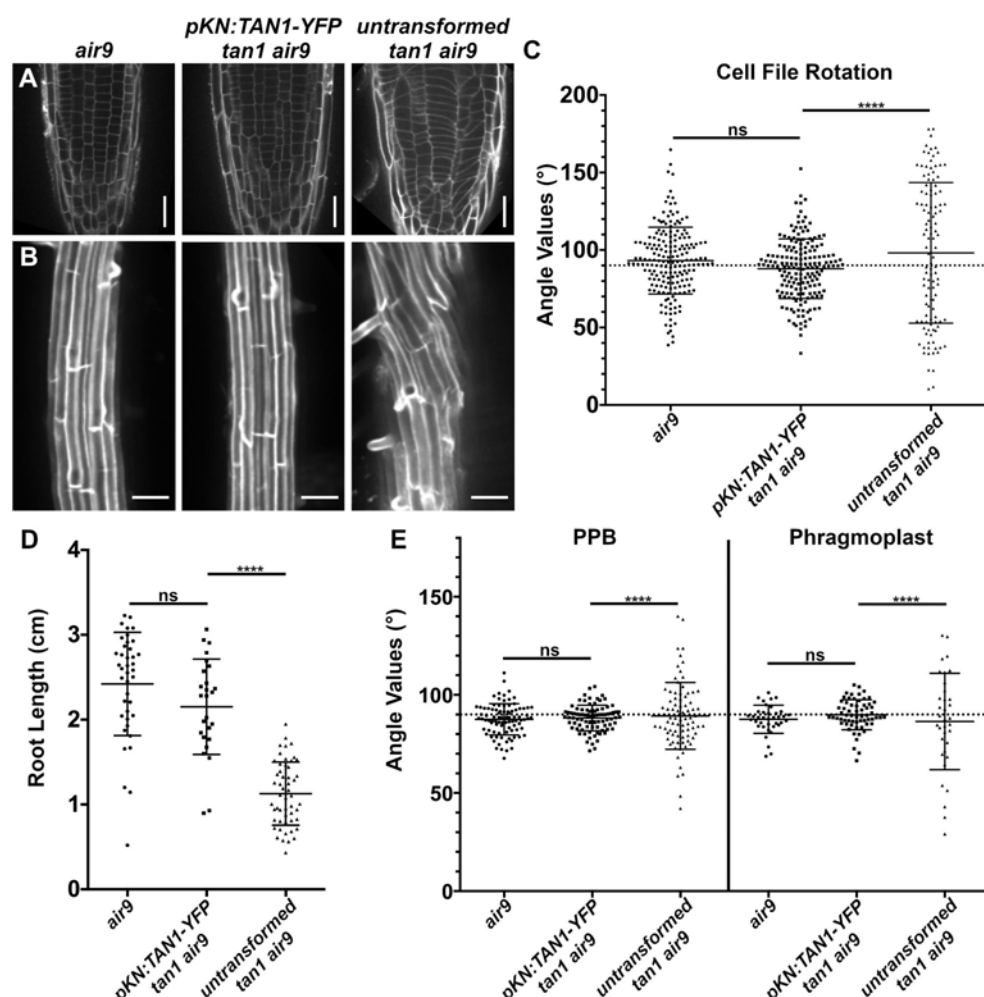 air9
pKN:TAN1-YFP
tan1 air9
untransformed
tan1 air9
A
B
C
Cell File Rotation
Angle Values (°)
200
150
100
50
0
ns
****
air9
pKN:TAN1-YFP
tan1 air9
untransformed
tan1 air9
D
Root Length (cm)
4
3
2
1
0
ns
****
air9
pKN:TAN1-YFP
tan1 air9
untransformed
tan1 air9
E
PPB
Phragmoplast
Angle Values (°)
150
100
50
0
ns
****
ns
****
air9
pKN:TAN1-YFP
tan1 air9
untransformed
tan1 air9
air9
pKN:TAN1-YFP
tan1 air9
untransformed
tan1 air9